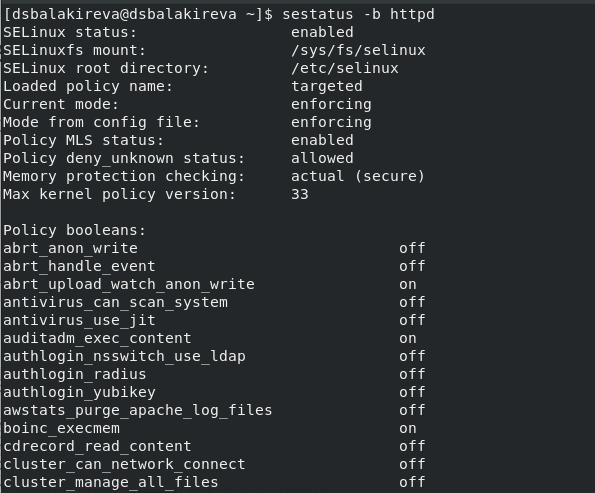 [dsbalakireva@dsbalakireva ~]$ sestatus -b httpd
SELinux status:                 enabled
SELinuxfs mount:                /sys/fs/selinux
SELinux root directory:         /etc/selinux
Loaded policy name:             targeted
Current mode:                   enforcing
Mode from config file:          enforcing
Policy MLS status:              enabled
Policy deny_unknown status:     allowed
Memory protection checking:     actual (secure)
Max kernel policy version:      33

Policy booleans:
abrt_anon_write                             off
abrt_handle_event                           off
abrt_upload_watch_anon_write                on
antivirus_can_scan_system                   off
antivirus_use_jit                           off
auditadm_exec_content                       on
authlogin_nsswitch_use_ldap                 off
authlogin_radius                            off
authlogin_yubikey                           off
awstats_purge_apache_log_files              off
boinc_execmem                               on
cdrecord_read_content                       off
cluster_can_network_connect                 off
cluster_manage_all_files                    off